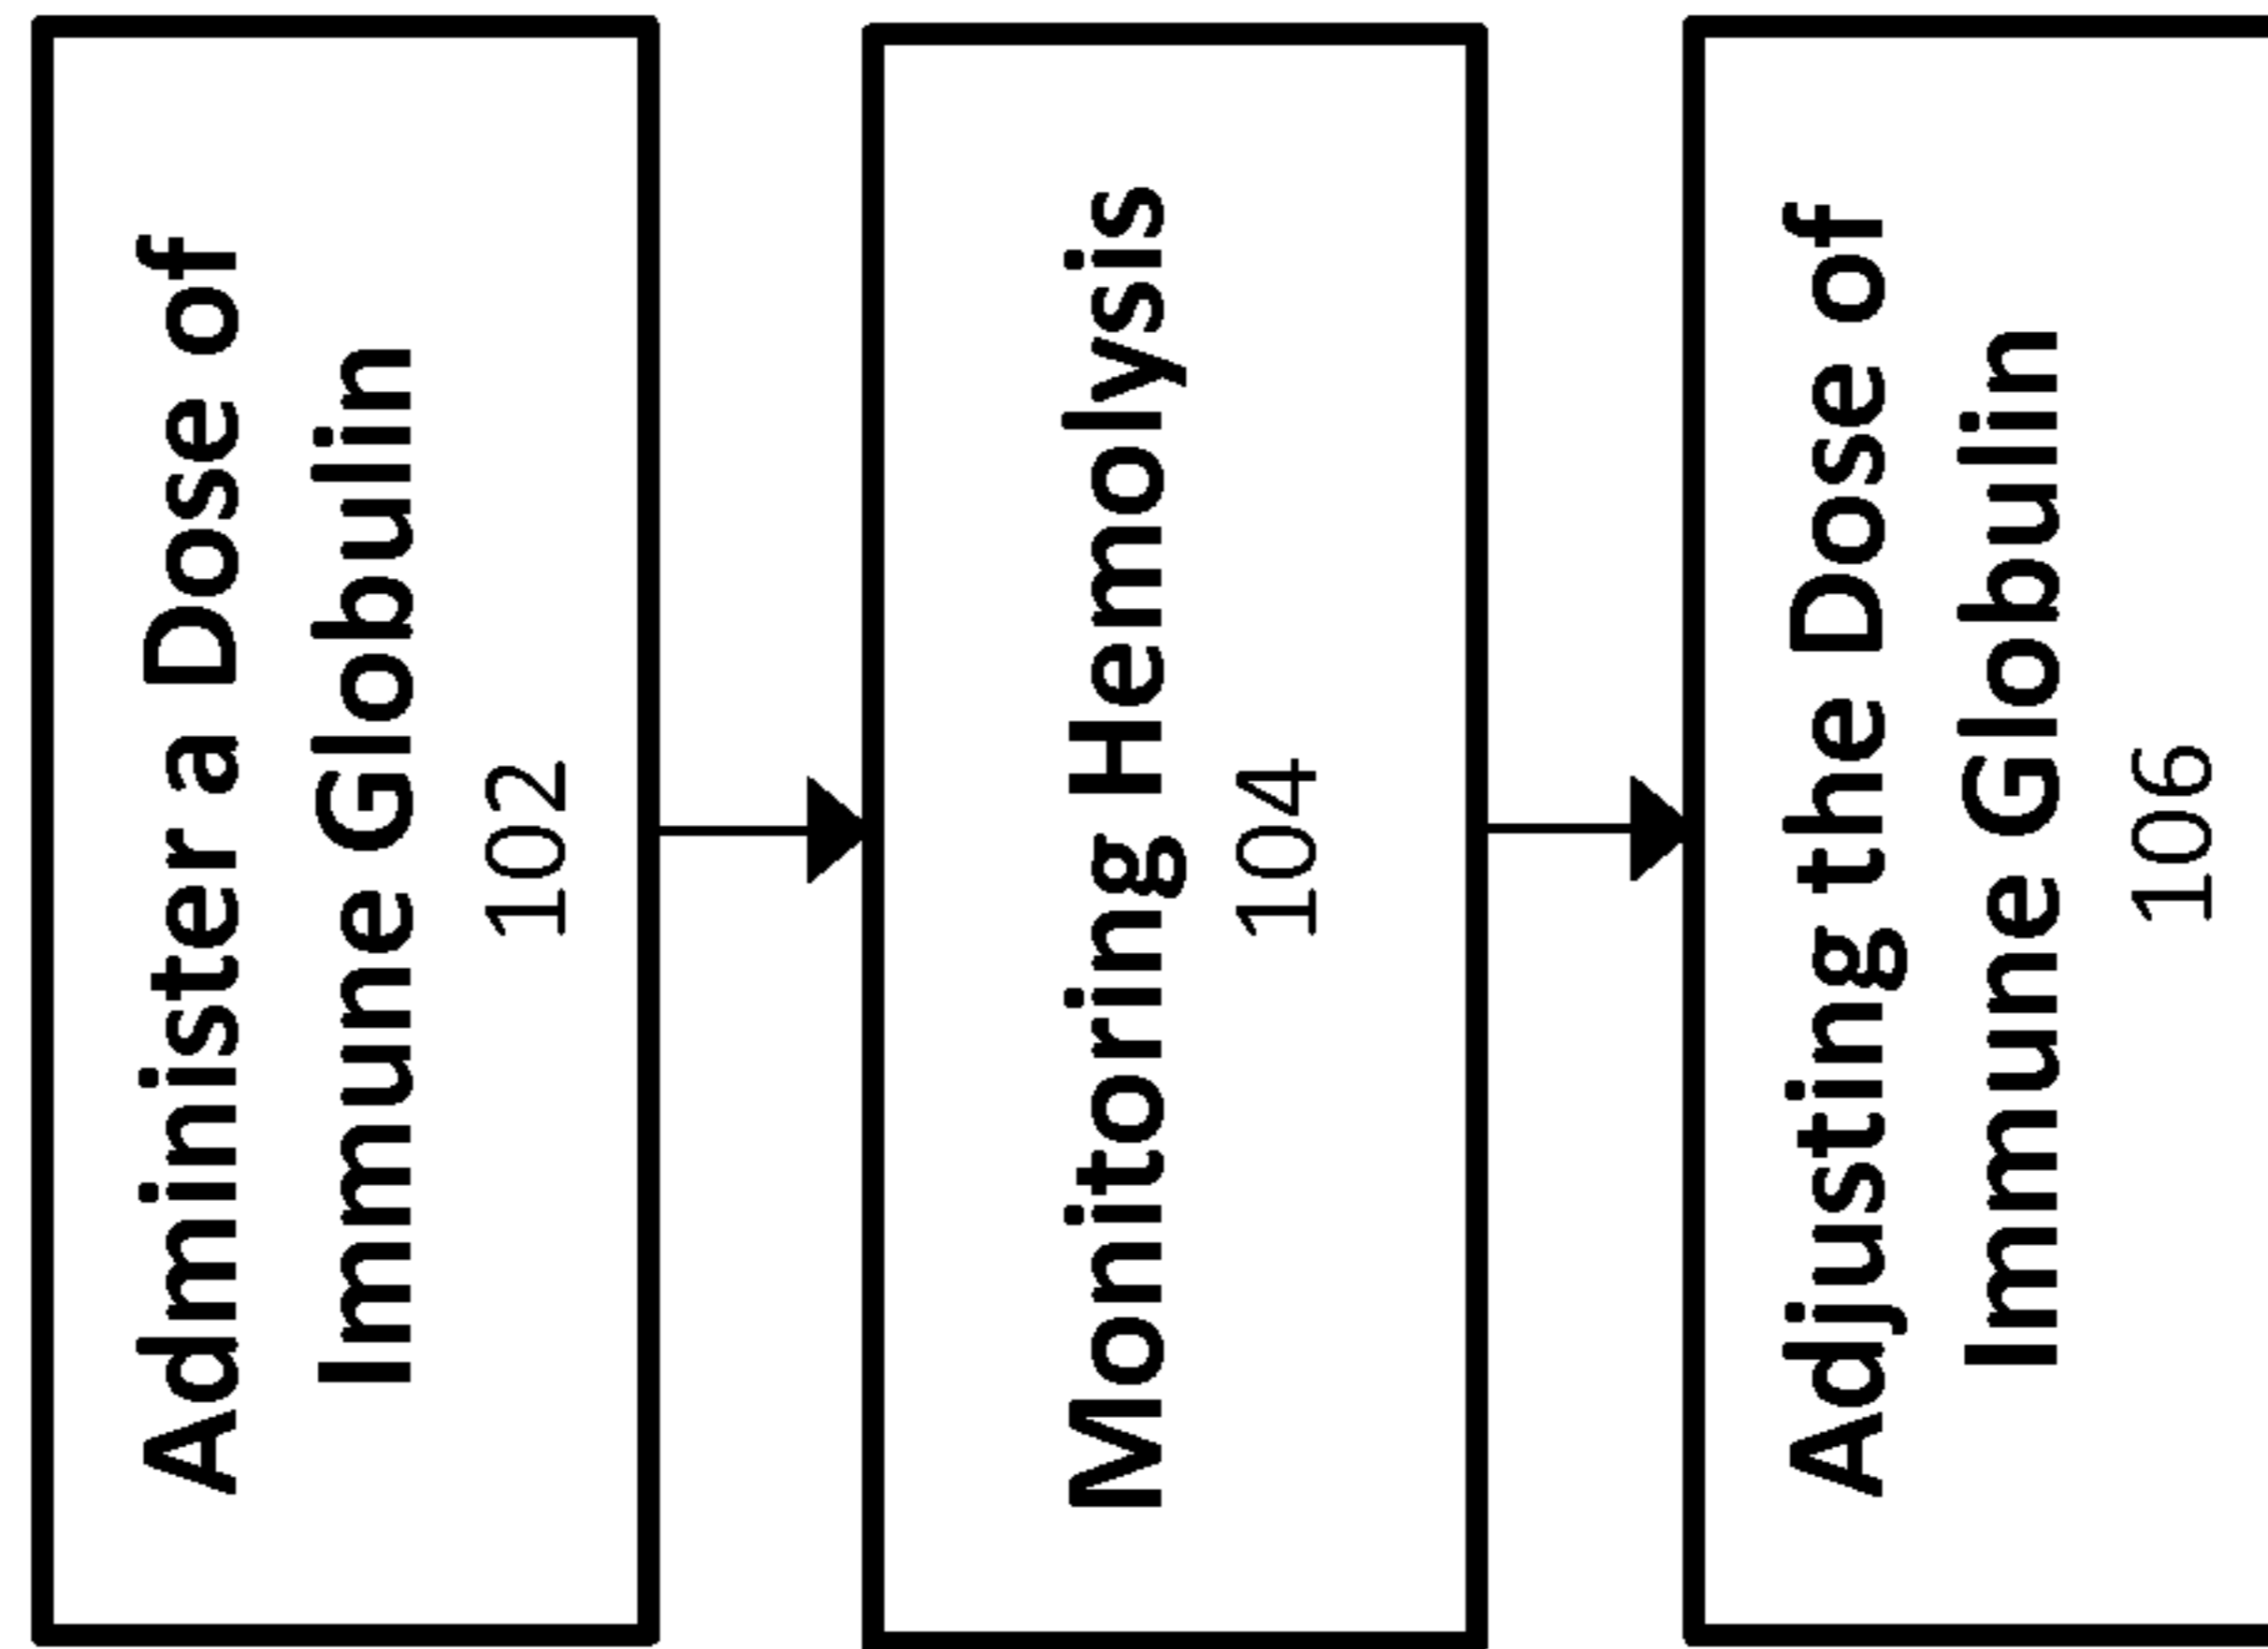 Administer a Dose of
Immune Globulin
102
Monitoring Hemolysis
104
Adjusting the Dose of
Immune Globulin
106